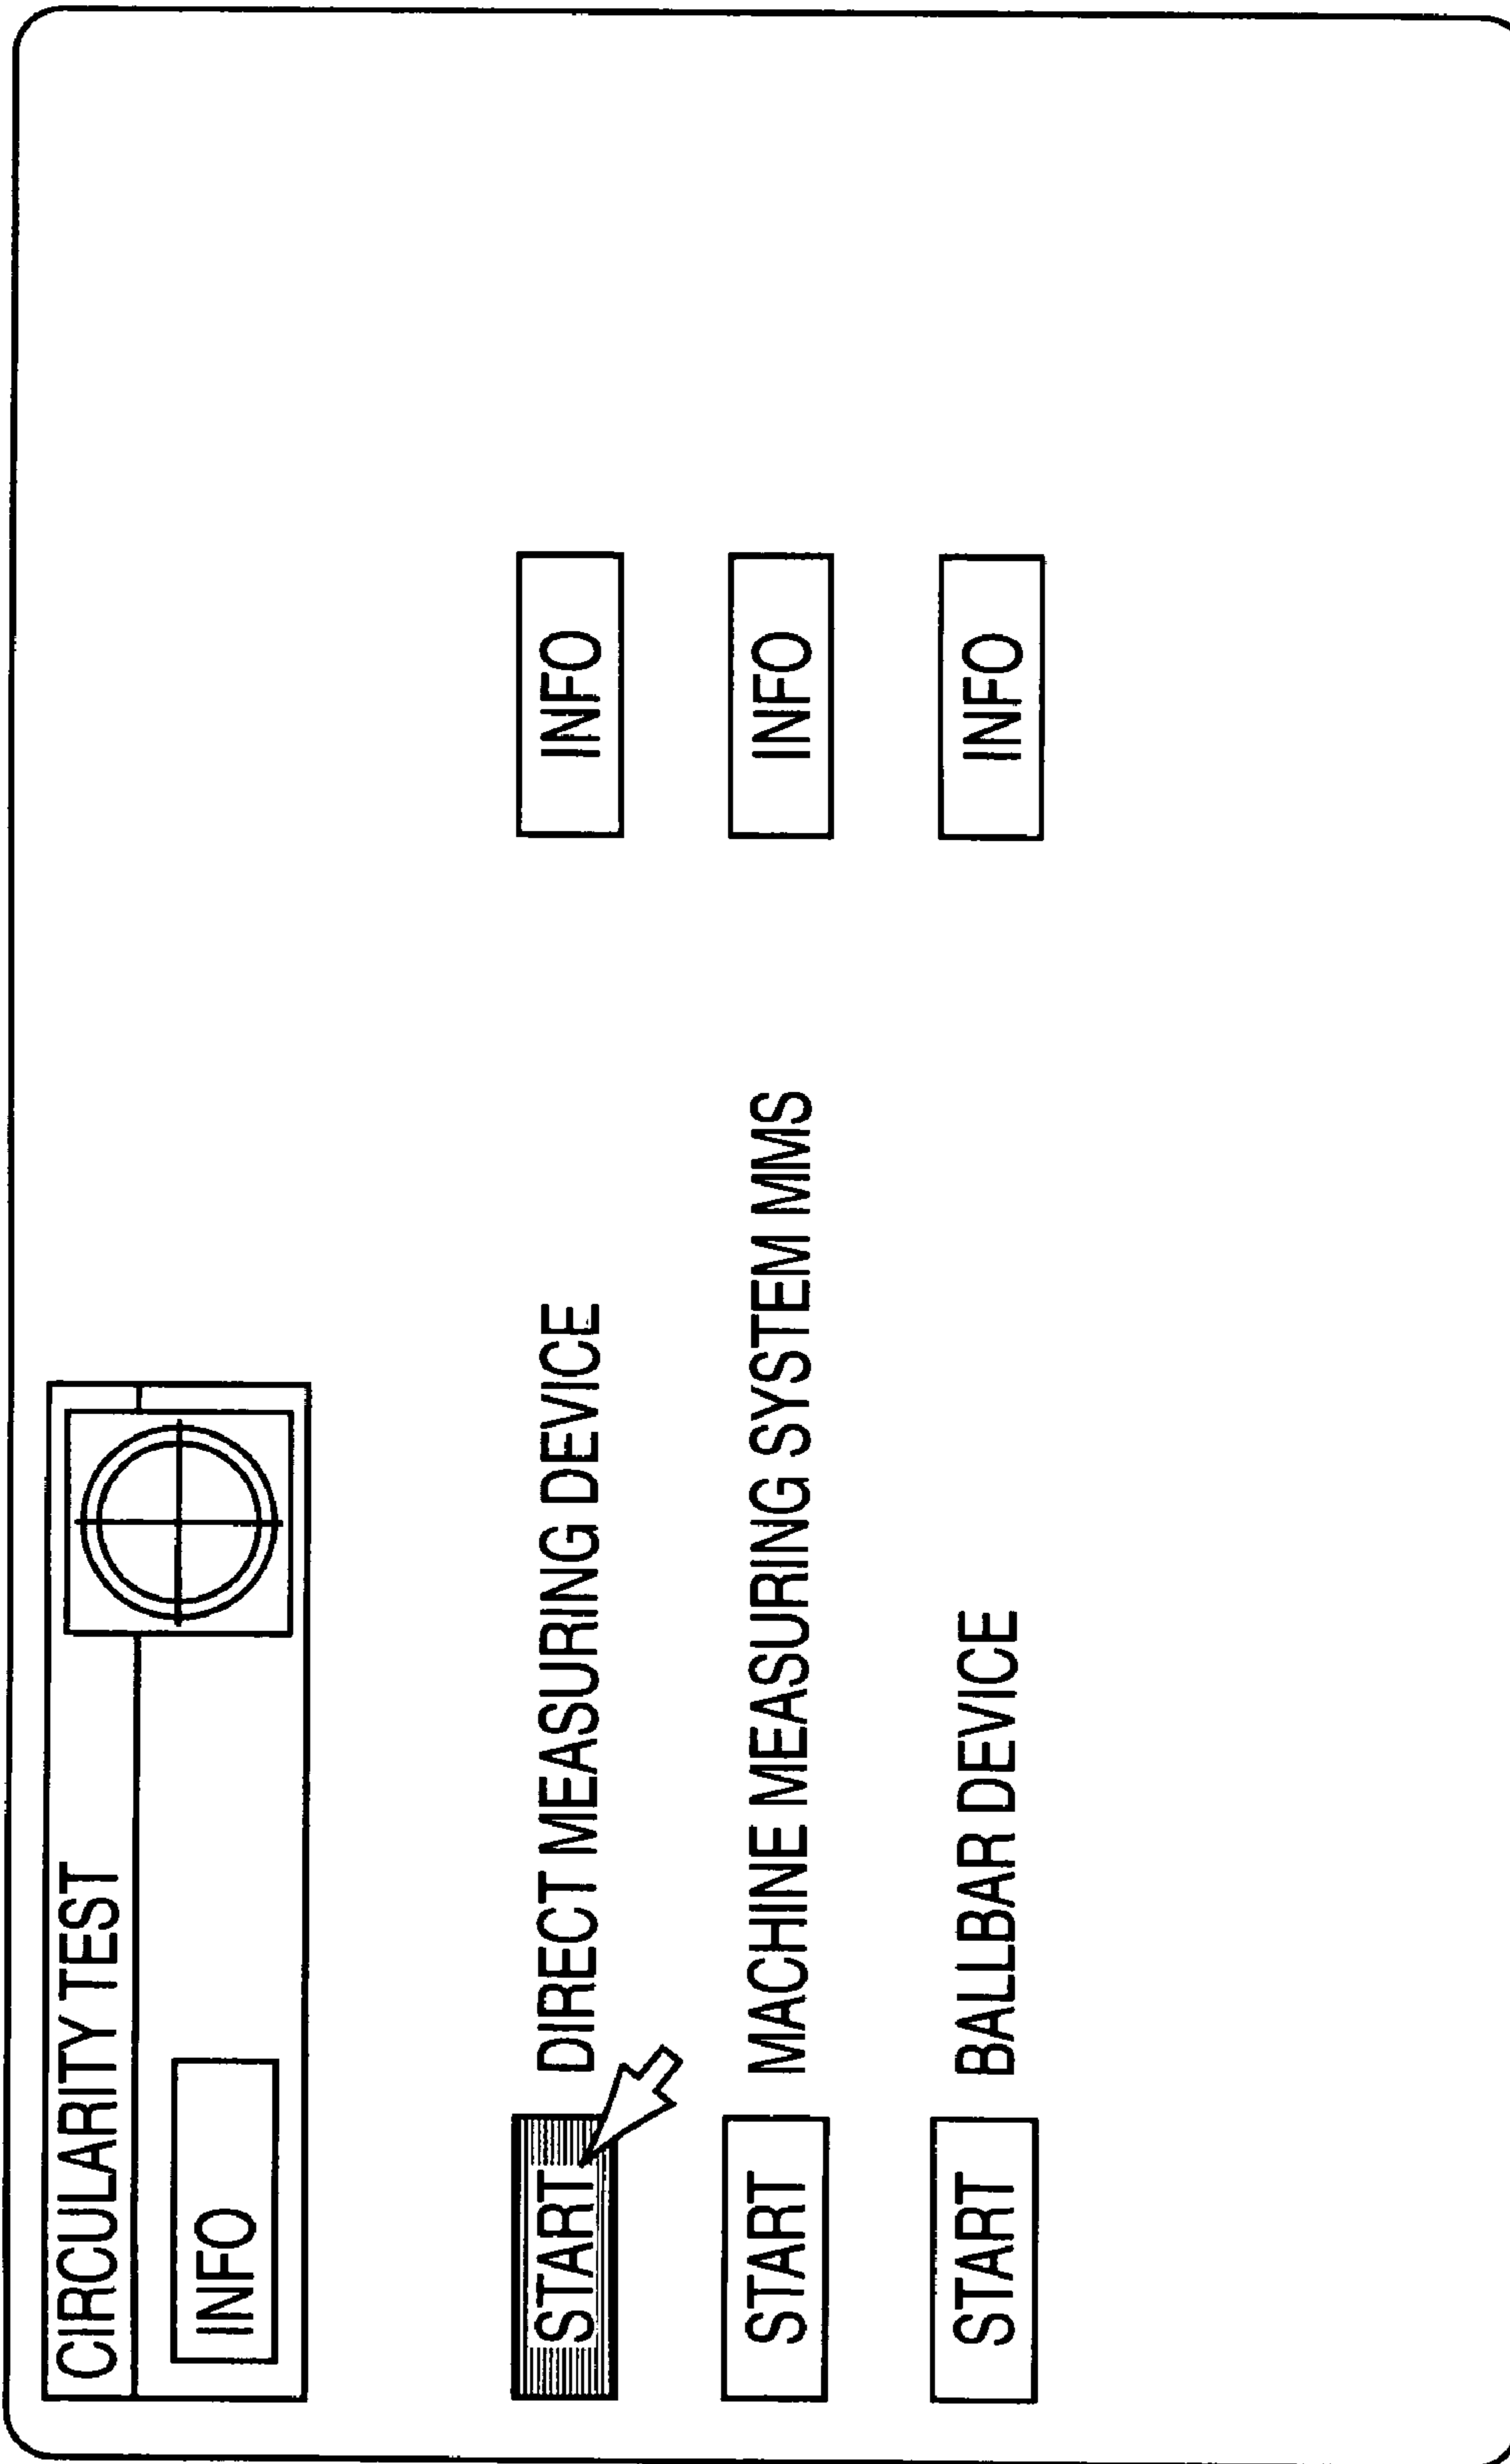 CIRCULARITY TEST
INFO
START DIRECT MEASURING DEVICE INFO
START MACHINE MEASURING SYSTEM MMS INFO
START BALLBAR DEVICE INFO